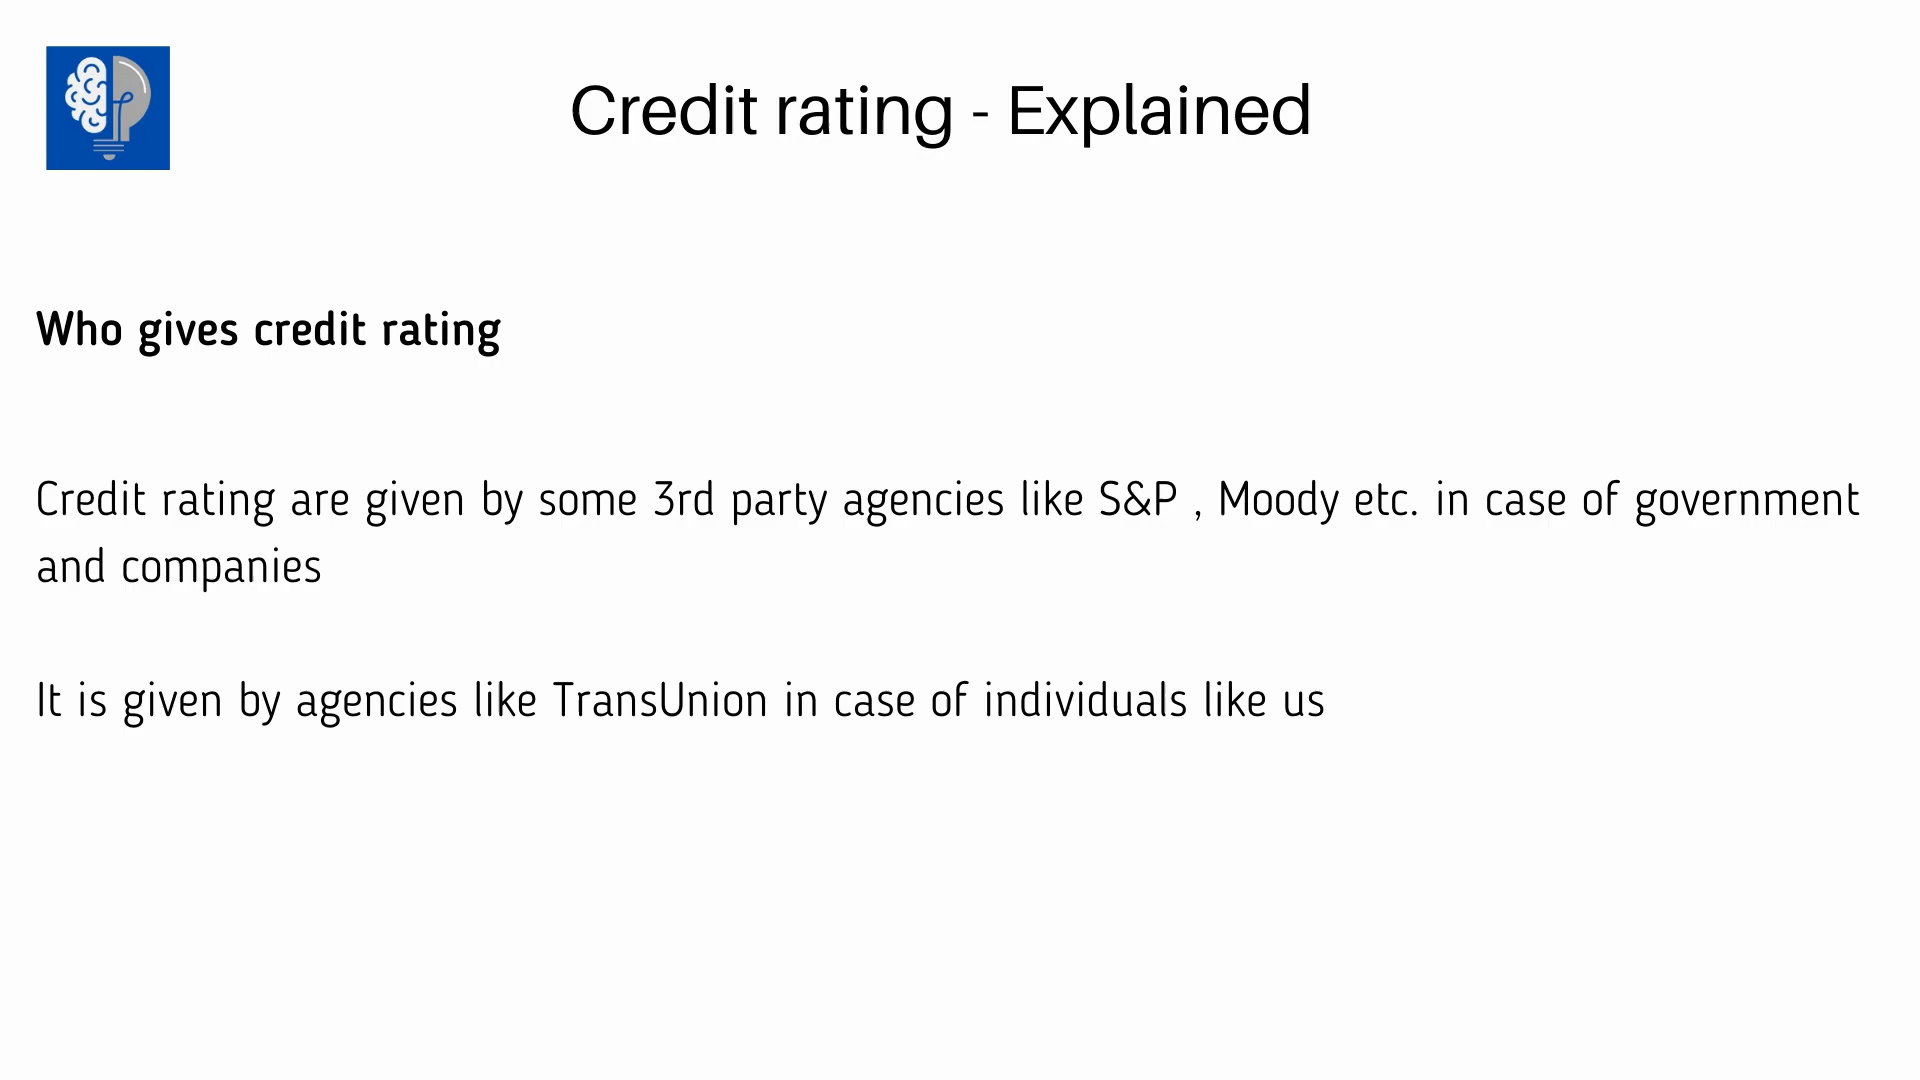 Credit rating - Explained
Who gives credit rating
Credit rating are given by some 3rd party agencies like S&P , Moody etc. in case of government
and companies
It is given by agencies like TransUnion in case of individuals like us